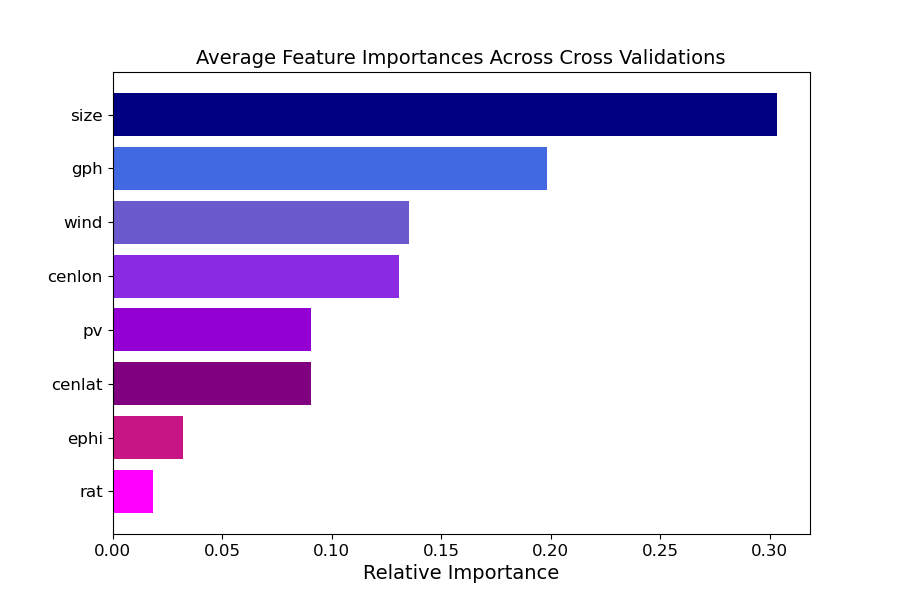 Average Feature Importances Across Cross Validations
size
gph
wind
cenlon
pv
cenlat
ephi
rat
0.00 0.05 0.10 0.15 0.20 0.25 0.30
Relative Importance